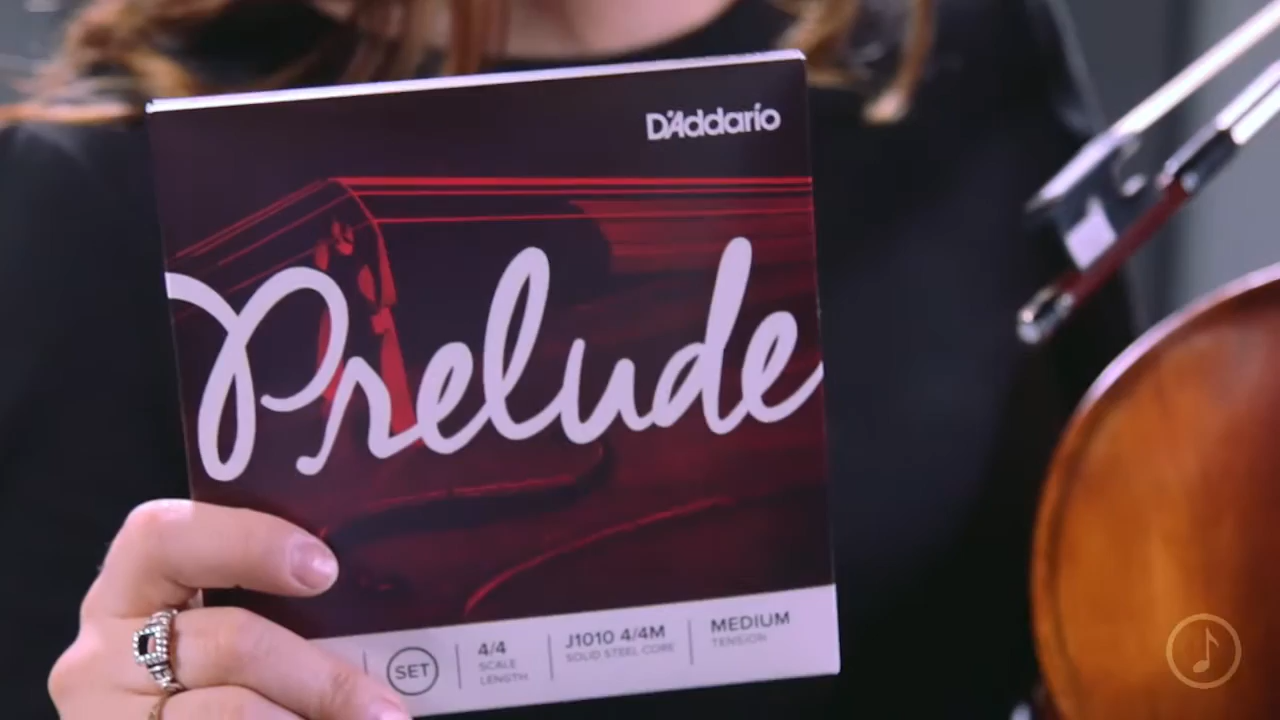 D'Addario
Prelude
SET
4/4
SCALE
LENGTH
J1010 4/4M
SOLID STEEL CORE
MEDIUM
TENSION